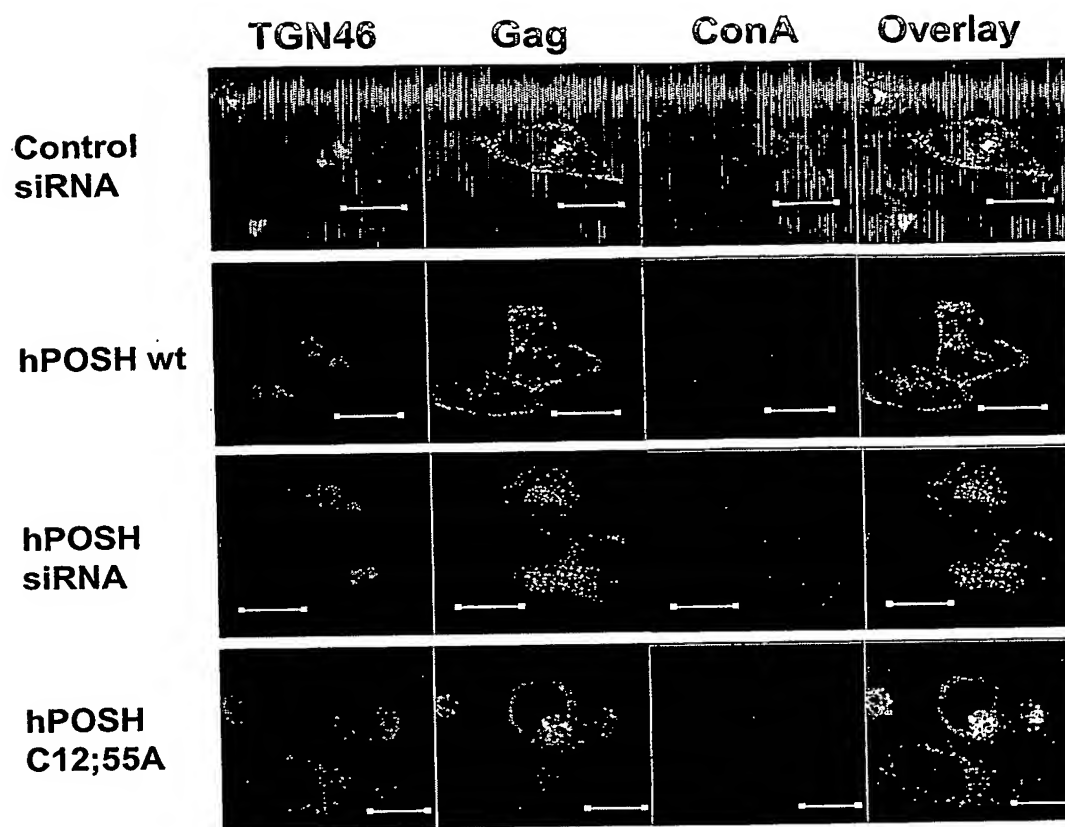 TGN46 Gag ConA Overlay
Control
siRNA
hPOSH wt
hPOSH
siRNA
hPOSH
C12;55A